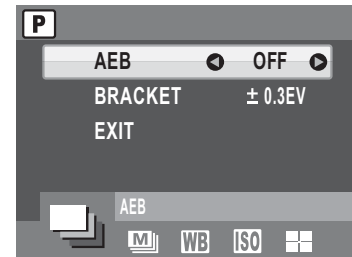 P
AEB OFF
BRACKET ± 0.3EV
EXIT
AEB
M WB ISO